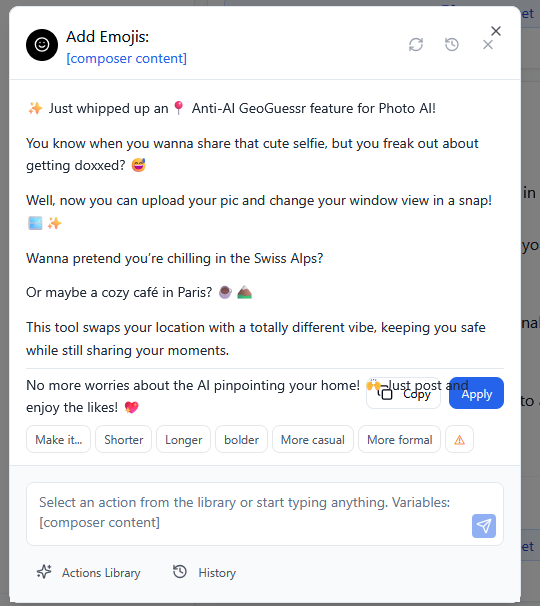 Add Emojis:
[composer content]
✨ Just whipped up an📍 Anti-AI GeoGuessr feature for Photo AI!
You know when you wanna share that cute selfie, but you freak out about
getting doxxed? 😅
Well, now you can upload your pic and change your window view in a snap!
🪟 ✨
Wanna pretend you’re chilling in the Swiss Alps?
Or maybe a cozy café in Paris? ☕ ⛰️
This tool swaps your location with a totally different vibe, keeping you safe
while still sharing your moments.
No more worries about the AI pinpointing your home! 🙌 Just post and
enjoy the likes! 💖
Copy
Apply
Make it...
Shorter
Longer
bolder
More casual
More formal
Select an action from the library or start typing anything. Variables:
[composer content]
Actions Library
History
et
in
yo
nal
to
et